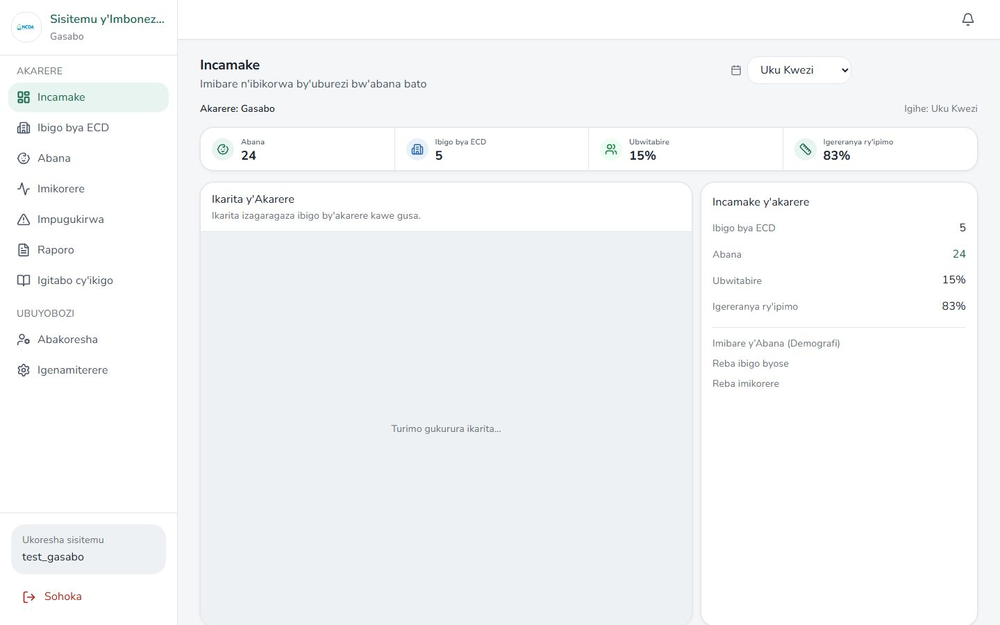 NCDA
Sisitemu y'Imbonez...
Gasabo
AKARERE
Incamake
Ibigo bya ECD
Abana
Imikorere
Impugukirwa
Raporo
Igitabo cy'ikigo
UBUYOBOZI
Abakoresha
Igenamiterere
Ukoresha sisitemu
test_gasabo
Sohoka
Incamake
Imibare n'ibikorwa by'uburezi bw'abana bato
Uku Kwezi
Akarere: Gasabo
Igihe: Uku Kwezi
Abana
24
Ibigo bya ECD
5
Ubwitabire
15%
Igereranya ry'ipimo
83%
Ikarita y'Akarere
Ikarita izagaragaza ibigo by'akarere kawe gusa.
Turimo gukurura ikarita...
Incamake y'akarere
Ibigo bya ECD 5
Abana 24
Ubwitabire 15%
Igereranya ry'ipimo 83%
Imibare y'Abana (Demografi)
Reba ibigo byose
Reba imikorere